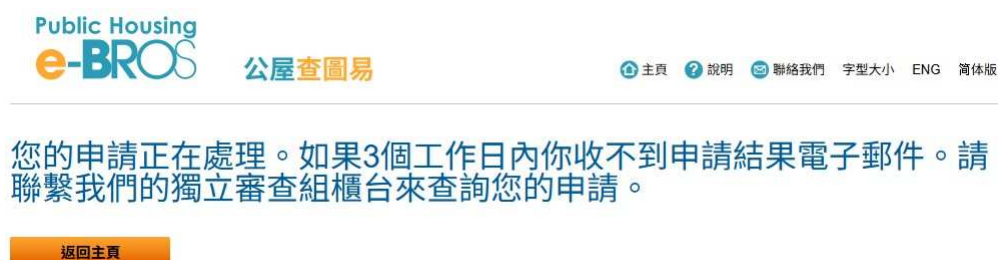 Public Housing
e-BROS
公屋查圖易
主頁 說明 聯絡我們 字型大小 ENG 简体版
您的申請正在處理。如果3個工作日內你收不到申請結果電子郵件。請
聯繫我們的獨立審查組櫃台來查詢您的申請。
返回主頁